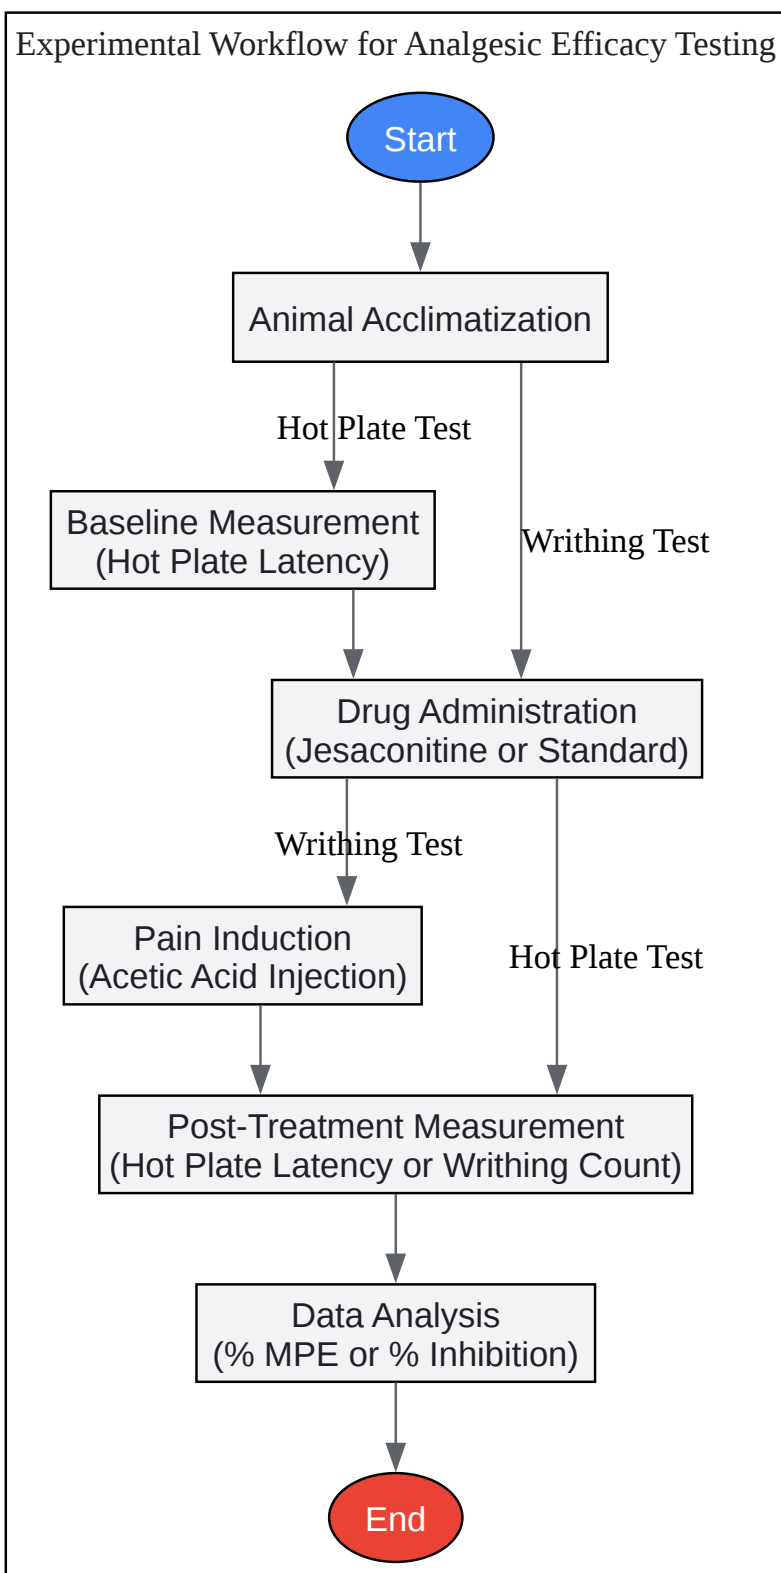 Experimental Workflow for Analgesic Efficacy Testing
Start
Animal Acclimatization
Hot Plate Test
Baseline Measurement
(Hot Plate Latency)
Writhing Test
Drug Administration
(Jesaconitine or Standard)
Writhing Test
Pain Induction
(Acetic Acid Injection)
Hot Plate Test
Post-Treatment Measurement
(Hot Plate Latency or Writhing Count)
Data Analysis
(% MPE or % Inhibition)
End